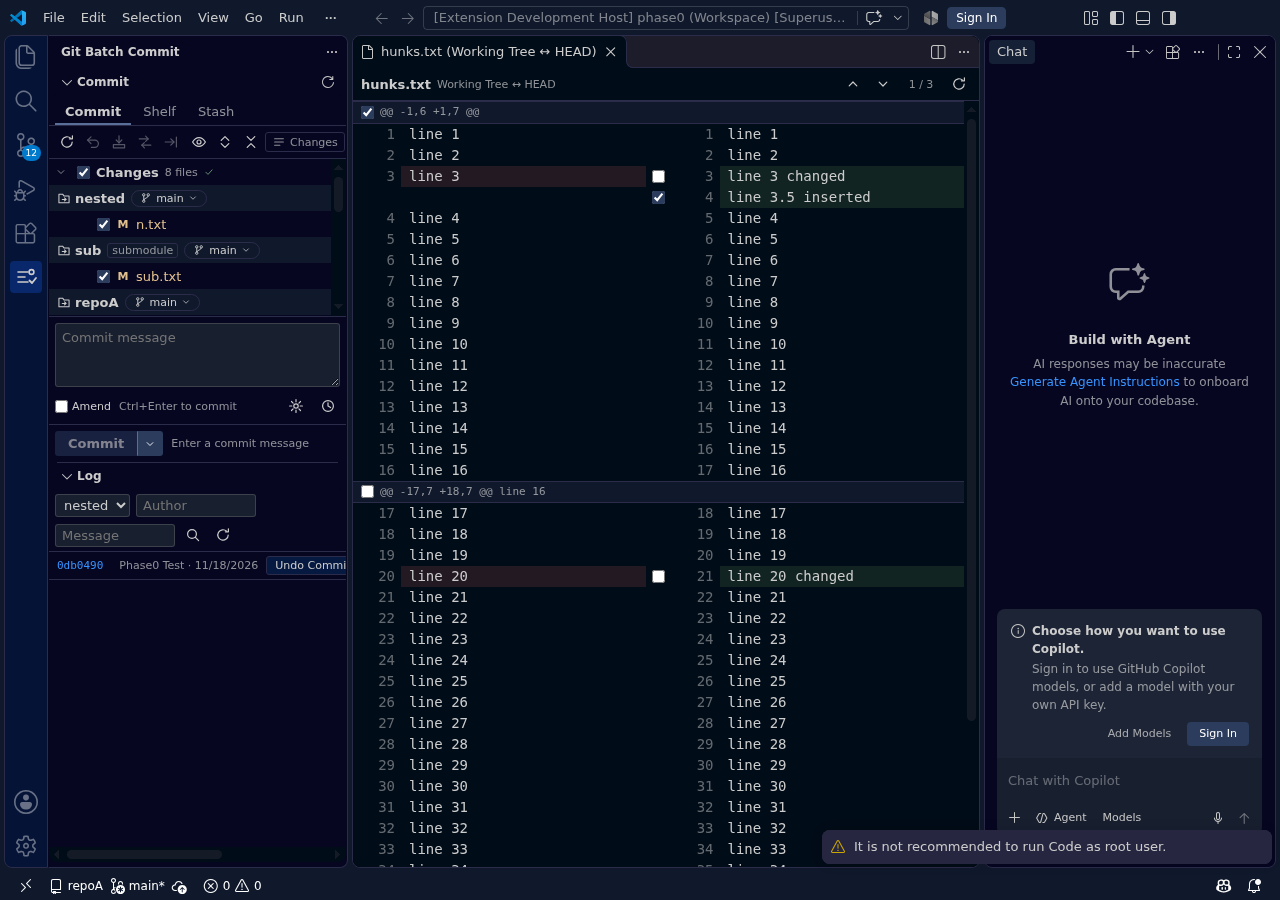 File Edit Selection View Go Run ··· [Extension Development Host] phase0 (Workspace) [Superus... Sign In
Git Batch Commit
Commit
Commit Shelf Stash
Changes
Changes 8 files
nested main
M n.txt
sub submodule main
M sub.txt
repoA main
Commit message
Amend Ctrl+Enter to commit
Commit Enter a commit message
Log
nested Author
Message
0db0490 Phase0 Test · 11/18/2026 Undo Commi
12
hunks.txt (Working Tree ↔ HEAD)
hunks.txt Working Tree ↔ HEAD 1 / 3
@@ -1,6 +1,7 @@
1 line 1 1 line 1
2 line 2 2 line 2
3 line 3 3 line 3 changed
4 line 3.5 inserted
4 line 4 5 line 4
5 line 5 6 line 5
6 line 6 7 line 6
7 line 7 8 line 7
8 line 8 9 line 8
9 line 9 10 line 9
10 line 10 11 line 10
11 line 11 12 line 11
12 line 12 13 line 12
13 line 13 14 line 13
14 line 14 15 line 14
15 line 15 16 line 15
16 line 16 17 line 16
@@ -17,7 +18,7 @@ line 16
17 line 17 18 line 17
18 line 18 19 line 18
19 line 19 20 line 19
20 line 20 21 line 20 changed
21 line 21 22 line 21
22 line 22 23 line 22
23 line 23 24 line 23
24 line 24 25 line 24
25 line 25 26 line 25
26 line 26 27 line 26
27 line 27 28 line 27
28 line 28 29 line 28
29 line 29 30 line 29
30 line 30 31 line 30
31 line 31 32 line 31
32 line 32 33 line 32
33 line 33 34 line 33
Chat
Build with Agent
AI responses may be inaccurate
Generate Agent Instructions to onboard
AI onto your codebase.
Choose how you want to use
Copilot.
Sign in to use GitHub Copilot
models, or add a model with your
own API key.
Add Models Sign In
Chat with Copilot
Agent Models
It is not recommended to run Code as root user.
repoA main* 0 0